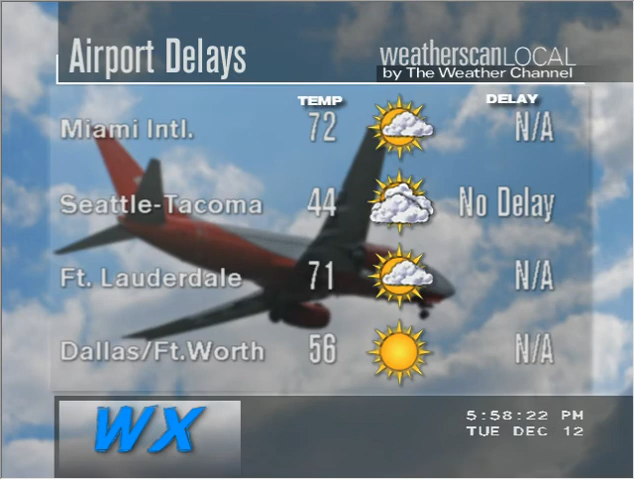 Airport Delays
weatherscanLOCAL
by The Weather Channel
TEMP DELAY
Miami Intl. 72 N/A
Seattle-Tacoma 44 No Delay
Ft. Lauderdale 71 N/A
Dallas/Ft.Worth 56 N/A
WX
5:58:22 PM
TUE DEC 12